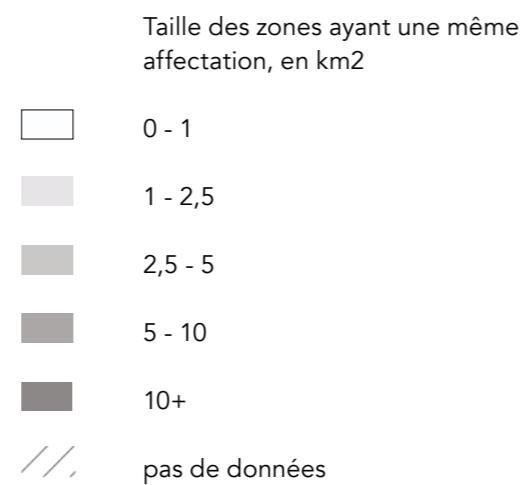 Taille des zones ayant une même
affectation, en km2
0 - 1
1 - 2,5
2,5 - 5
5 - 10
10+
pas de données